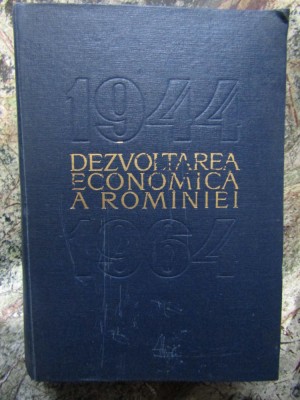 1944
DEZVOLTAREA
ECONOMICA
A ROMINIEI
1964